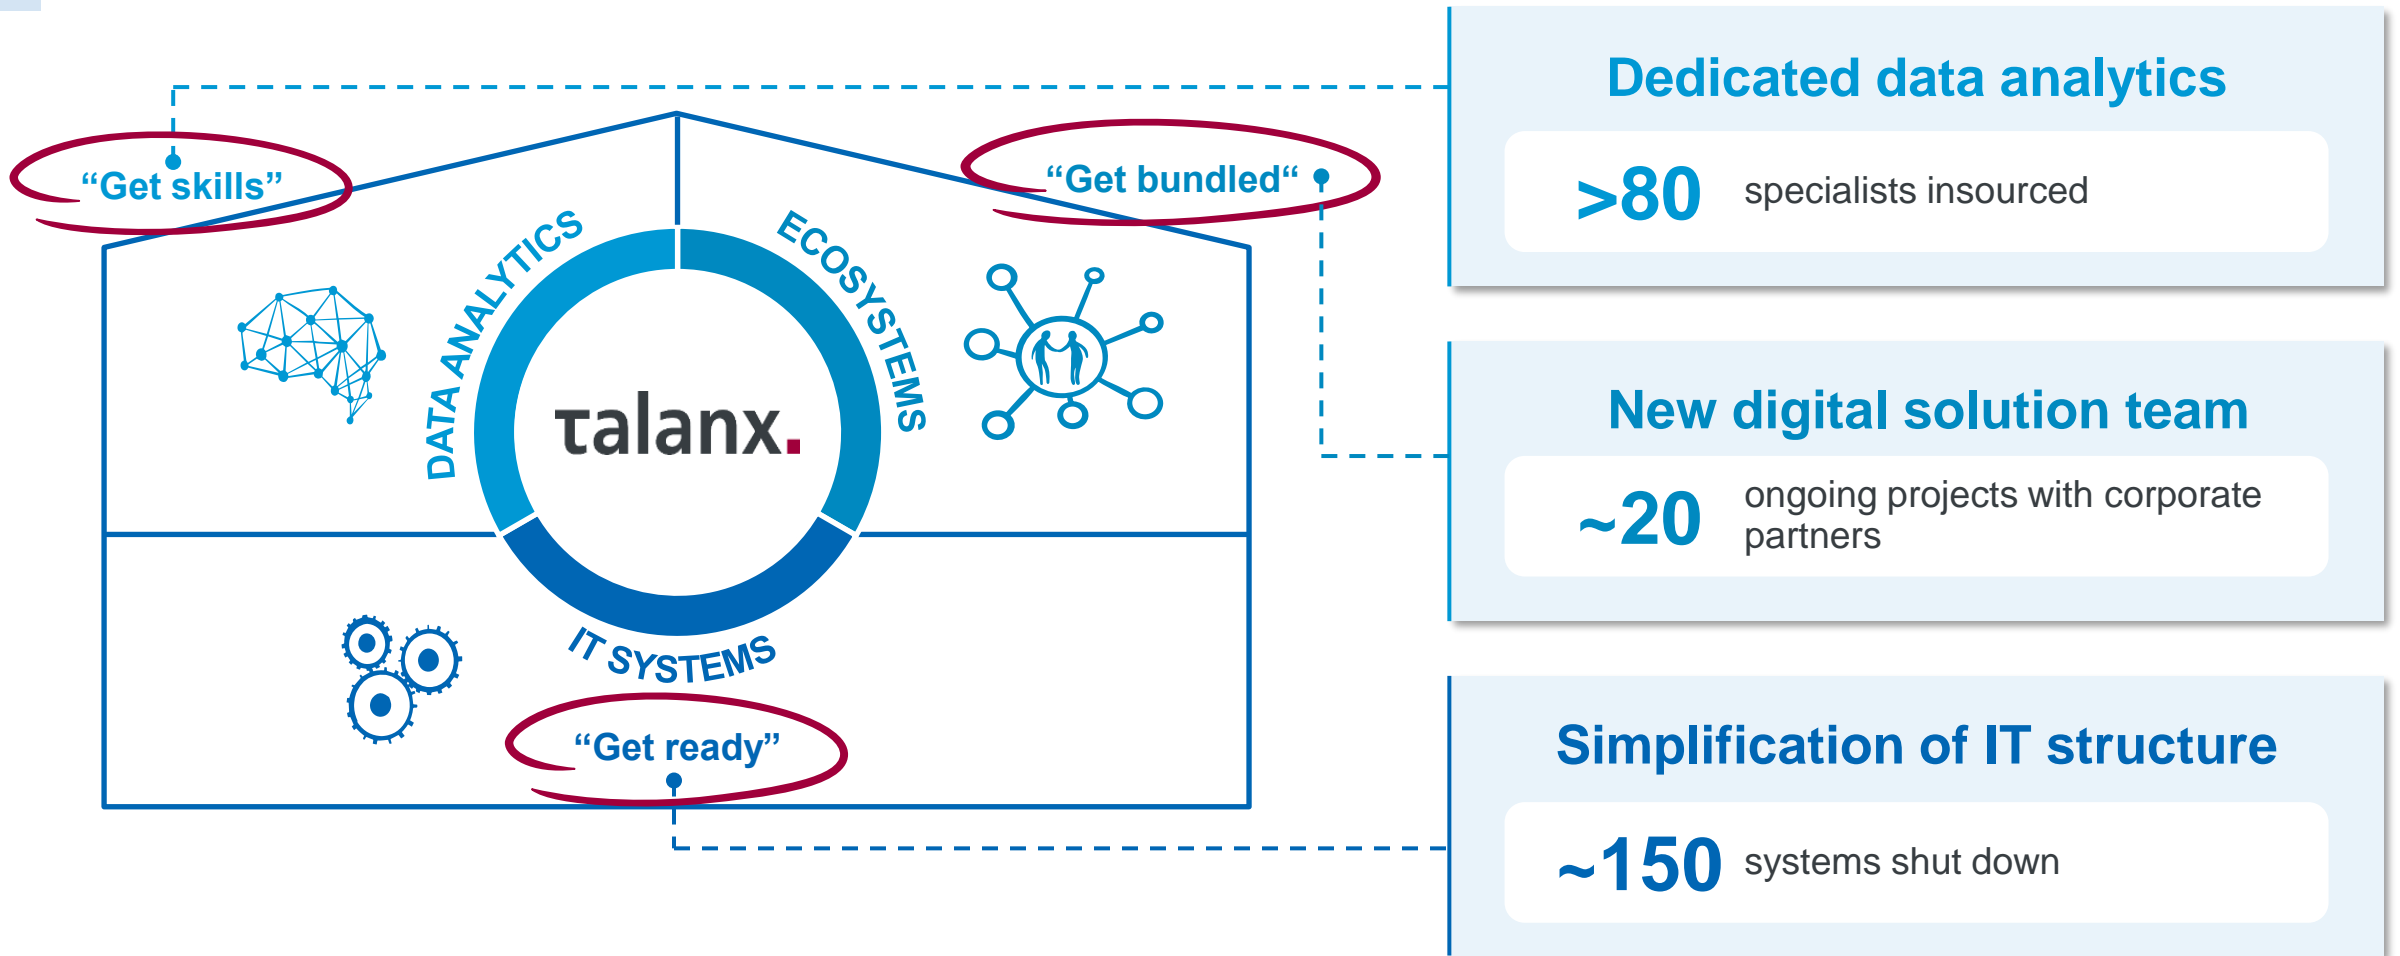 “Get skills”
“Get bundled“
DATA ANALYTICS
ECOSYSTEMS
τalanx.
IT SYSTEMS
“Get ready”
Dedicated data analytics
>80 specialists insourced
New digital solution team
~20 ongoing projects with corporate
partners
Simplification of IT structure
~150 systems shut down